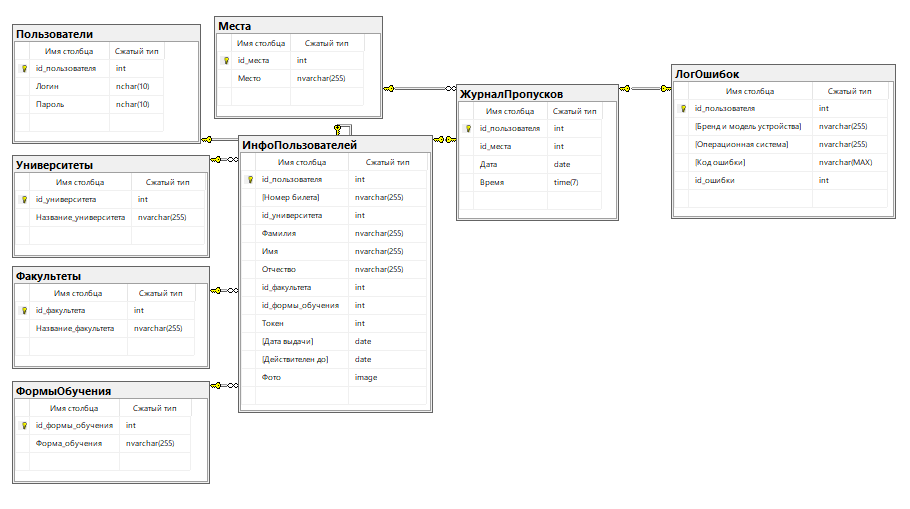 Пользователи
Имя столбца Сжатый тип
id_пользователя int
Логин nchar(10)
Пароль nchar(10)
Места
Имя столбца Сжатый тип
id_места int
Место nvarchar(255)
Университеты
Имя столбца Сжатый тип
id_университета int
Название_университета nvarchar(255)
Факультеты
Имя столбца Сжатый тип
id_факультета int
Название_факультета nvarchar(255)
ФормыОбучения
Имя столбца Сжатый тип
id_формы_обучения int
Форма_обучения nvarchar(255)
ИнфоПользователей
Имя столбца Сжатый тип
id_пользователя int
[Номер билета] nvarchar(255)
id_университета int
Фамилия nvarchar(255)
Имя nvarchar(255)
Отчество nvarchar(255)
id_факультета int
id_формы_обучения int
Токен int
[Дата выдачи] date
[Действителен до] date
Фото image
ЖурналПропусков
Имя столбца Сжатый тип
id_пользователя int
id_места int
Дата date
Время time(7)
ЛогОшибок
Имя столбца Сжатый тип
id_пользователя int
[Бренд и модель устройства] nvarchar(255)
[Операционная система] nvarchar(255)
[Код ошибки] nvarchar(MAX)
id_ошибки int